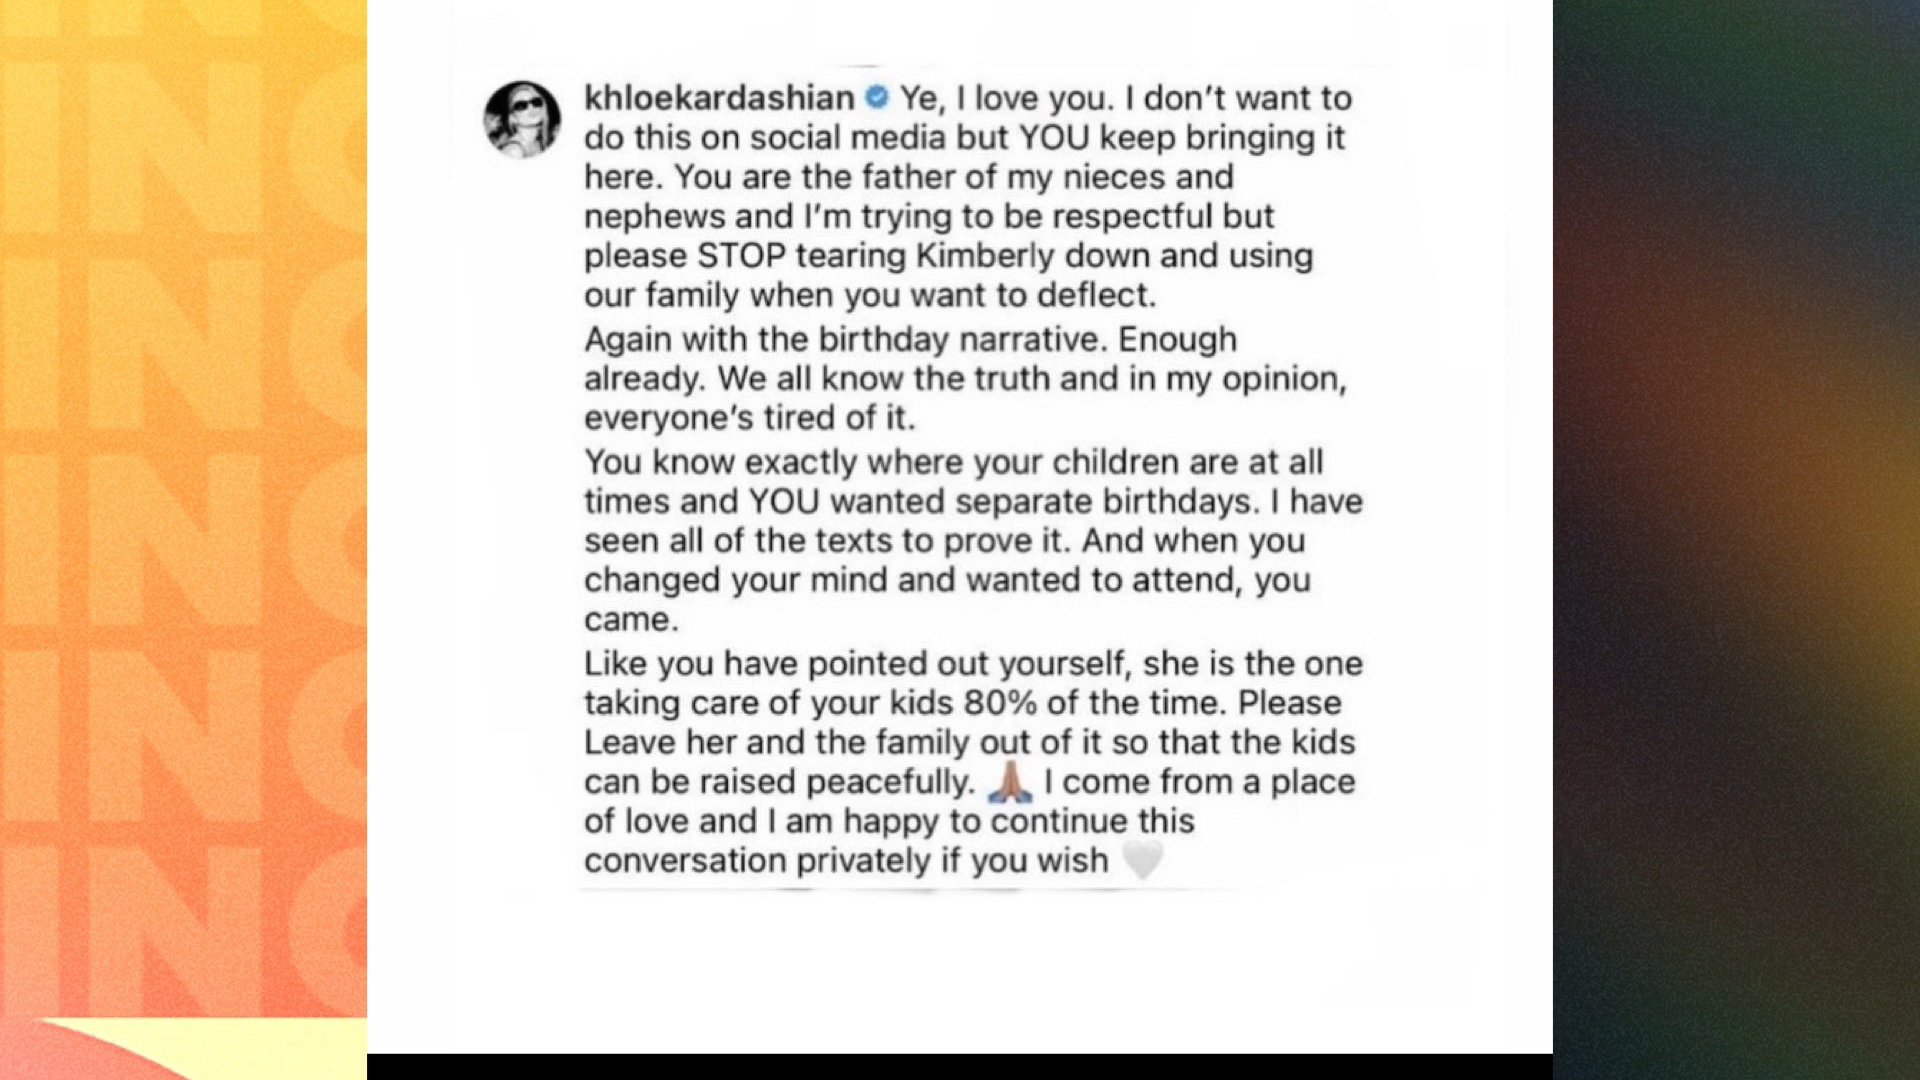 khloekardashian Ye, I love you. I don't want to
do this on social media but YOU keep bringing it
here. You are the father of my nieces and
nephews and I'm trying to be respectful but
please STOP tearing Kimberly down and using
our family when you want to deflect.
Again with the birthday narrative. Enough
already. We all know the truth and in my opinion,
everyone's tired of it.
You know exactly where your children are at all
times and YOU wanted separate birthdays. I have
seen all of the texts to prove it. And when you
changed your mind and wanted to attend, you
came.
Like you have pointed out yourself, she is the one
taking care of your kids 80% of the time. Please
Leave her and the family out of it so that the kids
can be raised peacefully. 🙏🏽 I come from a place
of love and I am happy to continue this
conversation privately if you wish 🤍